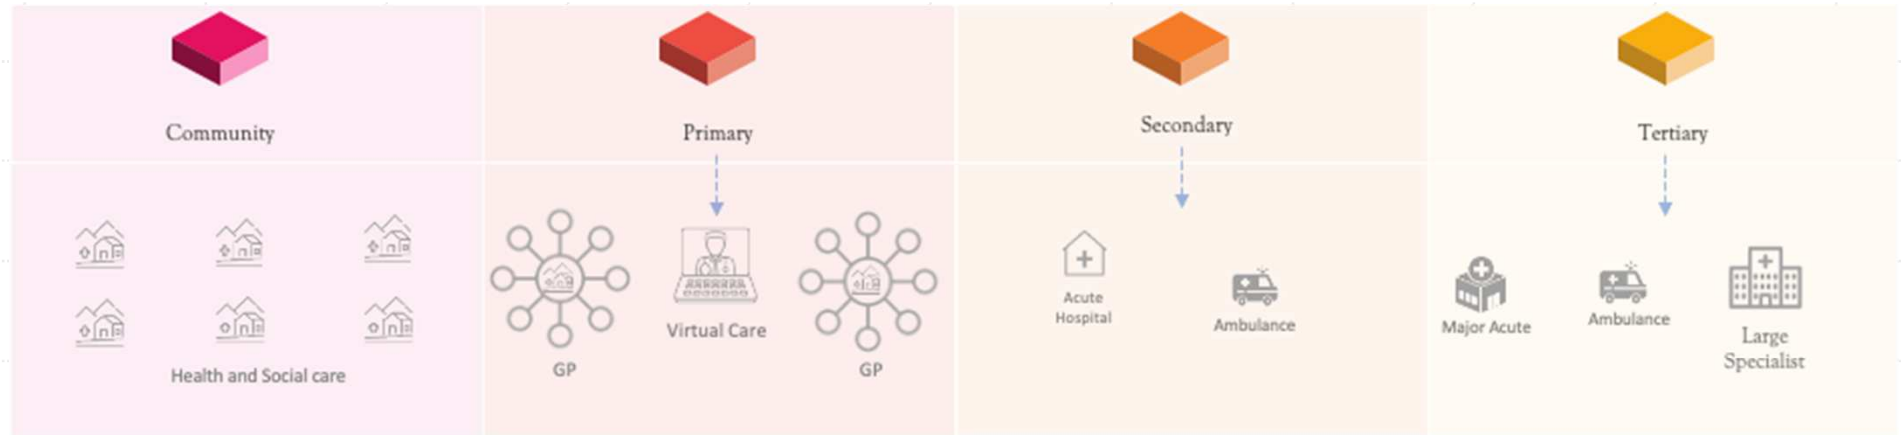 Community
Primary
Secondary
Tertiary
Health and Social care
GP
Virtual Care
GP
Acute
Hospital
Ambulance
Major Acute
Ambulance
Large
Specialist